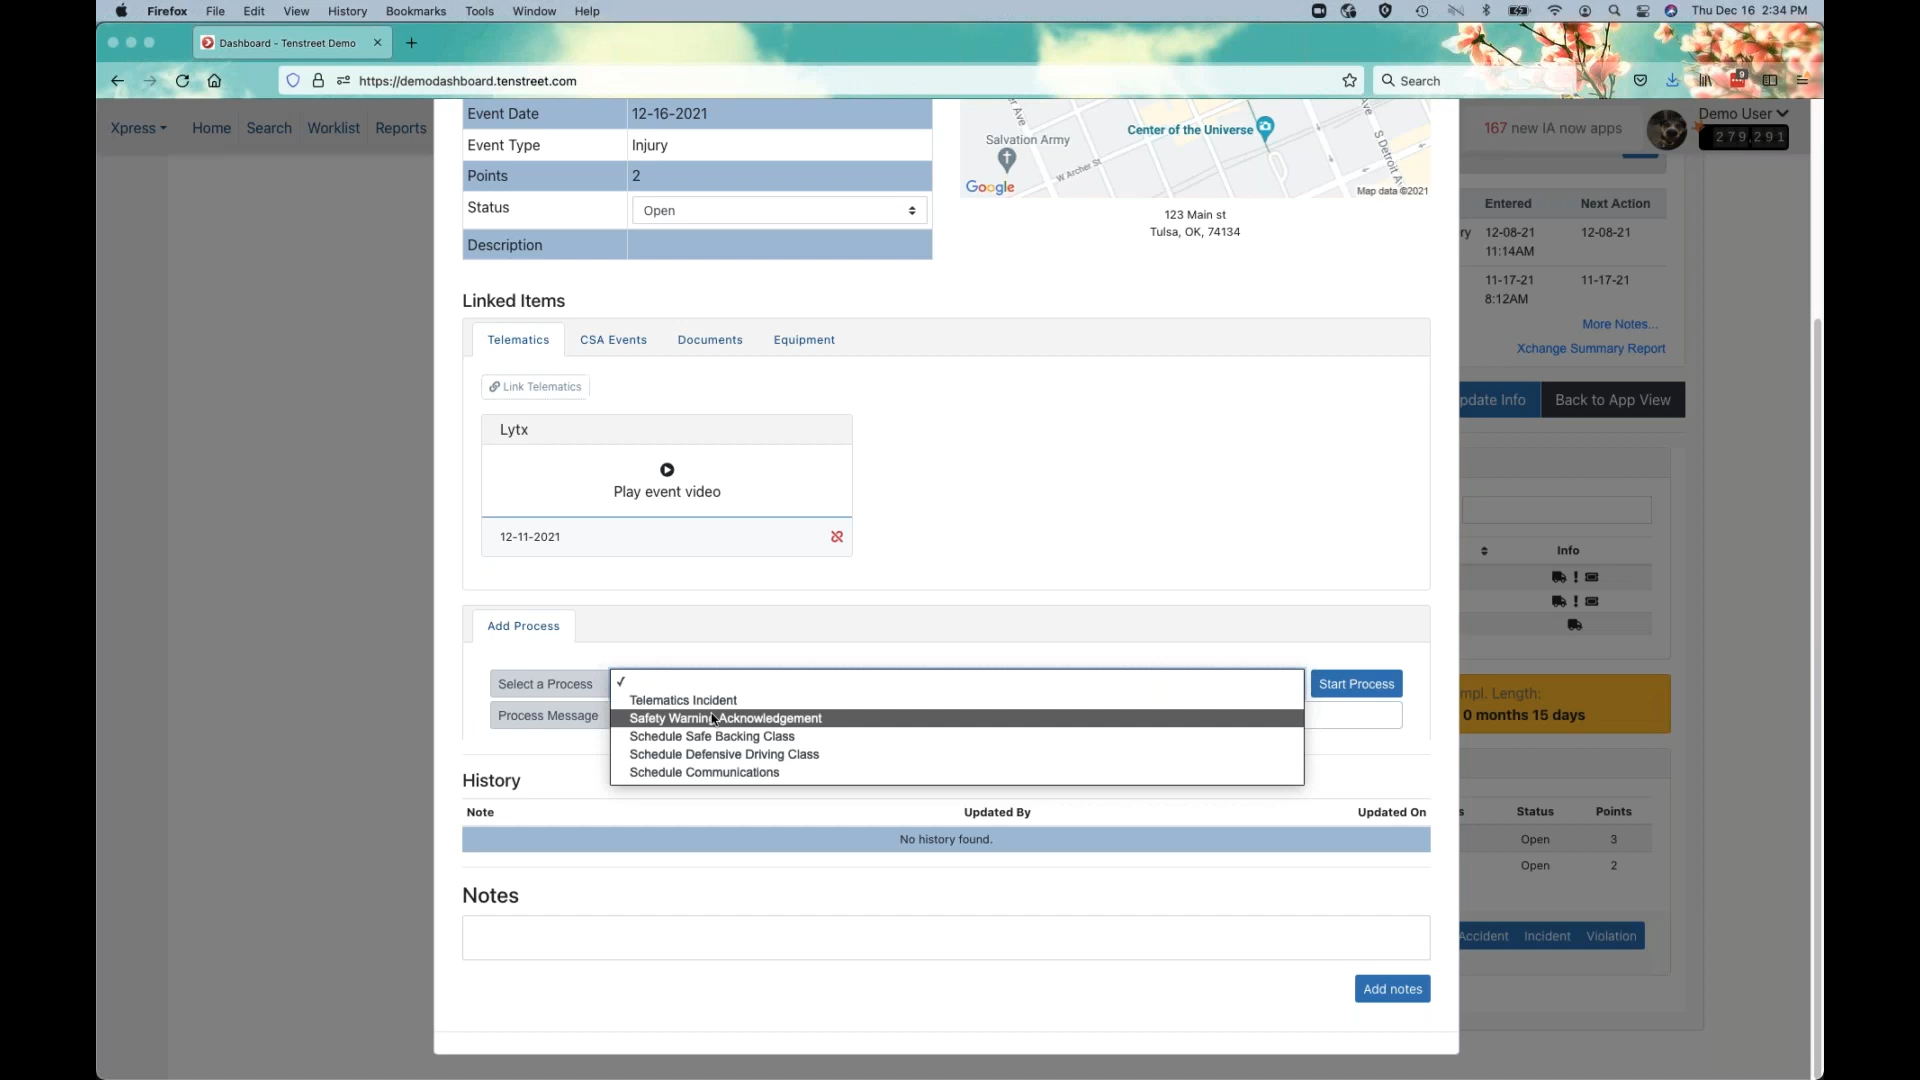 Firefox File Edit View History Bookmarks Tools Window Help Thu Dec 16 2:34 PM
Dashboard - Tenstreet Demo
https://demodashboard.tenstreet.com
Search
Xpress Home Search Worklist Reports
167 new IA now apps
Demo User
279,291
Event Date 12-16-2021
Event Type Injury
Points 2
Status Open
Description
Salvation Army
Center of the Universe
W Archer St
S Detroit Av
Google
Map data ©2021
123 Main st
Tulsa, OK, 74134
Entered Next Action
ry 12-08-21 12-08-21
11:14AM
11-17-21 11-17-21
8:12AM
More Notes...
Xchange Summary Report
pdate Info Back to App View
Linked Items
Telematics CSA Events Documents Equipment
Link Telematics
Lytx
Play event video
12-11-2021
Info
Add Process
Select a Process
Start Process
Process Message
Telematics Incident
Safety Warning Acknowledgement
Schedule Safe Backing Class
Schedule Defensive Driving Class
Schedule Communications
mpl. Length:
0 months 15 days
History
Note Updated By Updated On
No history found.
s Status Points
Open 3
Open 2
Accident Incident Violation
Notes
Add notes